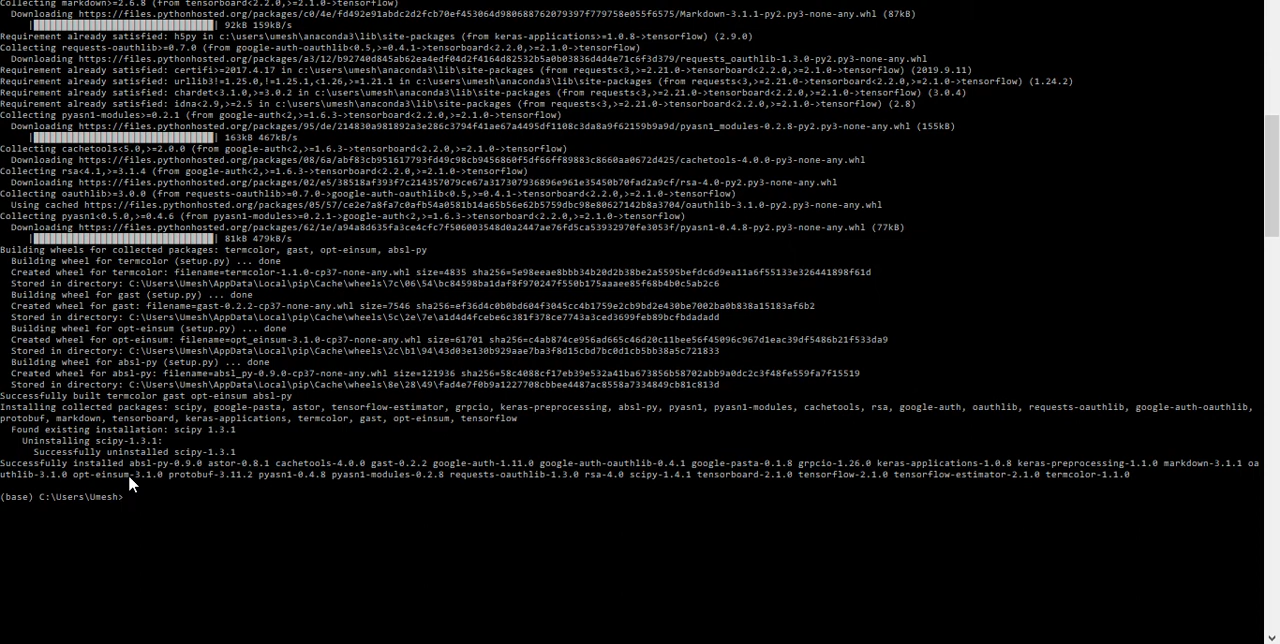 Collecting markdown>=2.6.8 (from tensorboard<2.2.0,>=2.1.0->tensorflow)
Downloading https://files.pythonhosted.org/packages/c0/4e/fd492e91abdc2d2fcb70ef453064d980688762079397f779758e055f6575/Markdown-3.1.1-py2.py3-none-any.whl (87kB)
|████████████████████████████████| 92kB 159kB/s
Requirement already satisfied: h5py in c:\users\umesh\anaconda3\lib\site-packages (from keras-applications>=1.0.8->tensorflow) (2.9.0)
Collecting requests-oauthlib>=0.7.0 (from google-auth-oauthlib<0.5,>=0.4.1->tensorboard<2.2.0,>=2.1.0->tensorflow)
Downloading https://files.pythonhosted.org/packages/a3/12/b92740d845ab62ea4edf04d2f4164d82532b5a0b03836d4d4e71c6f3d379/requests_oauthlib-1.3.0-py2.py3-none-any.whl
Requirement already satisfied: certifi>=2017.4.17 in c:\users\umesh\anaconda3\lib\site-packages (from requests<3,>=2.21.0->tensorboard<2.2.0,>=2.1.0->tensorflow) (2019.9.11)
Requirement already satisfied: urllib3!=1.25.0,!=1.25.1,<1.26,>=1.21.1 in c:\users\umesh\anaconda3\lib\site-packages (from requests<3,>=2.21.0->tensorboard<2.2.0,>=2.1.0->tensorflow) (1.24.2)
Requirement already satisfied: chardet<3.1.0,>=3.0.2 in c:\users\umesh\anaconda3\lib\site-packages (from requests<3,>=2.21.0->tensorboard<2.2.0,>=2.1.0->tensorflow) (3.0.4)
Requirement already satisfied: idna<2.9,>=2.5 in c:\users\umesh\anaconda3\lib\site-packages (from requests<3,>=2.21.0->tensorboard<2.2.0,>=2.1.0->tensorflow) (2.8)
Collecting pyasn1-modules>=0.2.1 (from google-auth<2,>=1.6.3->tensorboard<2.2.0,>=2.1.0->tensorflow)
Downloading https://files.pythonhosted.org/packages/95/de/214830a981892a3e286c3794f41ae67a4495df1108c3da8a9f62159b9a9d/pyasn1_modules-0.2.8-py2.py3-none-any.whl (155kB)
|████████████████████████████████| 163kB 467kB/s
Collecting cachetools<5.0,>=2.0.0 (from google-auth<2,>=1.6.3->tensorboard<2.2.0,>=2.1.0->tensorflow)
Downloading https://files.pythonhosted.org/packages/08/6a/abf83cb951617793fd49c98cb9456860f5df66ff89883c8660aa0672d425/cachetools-4.0.0-py3-none-any.whl
Collecting rsa<4.1,>=3.1.4 (from google-auth<2,>=1.6.3->tensorboard<2.2.0,>=2.1.0->tensorflow)
Downloading https://files.pythonhosted.org/packages/02/e5/38518af393f7c214357079ce67a317307936896e961e35450b70fad2a9cf/rsa-4.0-py2.py3-none-any.whl
Collecting oauthlib>=3.0.0 (from requests-oauthlib>=0.7.0->google-auth-oauthlib<0.5,>=0.4.1->tensorboard<2.2.0,>=2.1.0->tensorflow)
Using cached https://files.pythonhosted.org/packages/05/57/ce2e7a8fa7c0afb54a0581b14a65b56e62b5759dbc98e80627142b8a3704/oauthlib-3.1.0-py2.py3-none-any.whl
Collecting pyasn1<0.5.0,>=0.4.6 (from pyasn1-modules>=0.2.1->google-auth<2,>=1.6.3->tensorboard<2.2.0,>=2.1.0->tensorflow)
Downloading https://files.pythonhosted.org/packages/62/1e/a94a8d635fa3ce4cfc7f506003548d0a2447ae76fd5ca53932970fe3053f/pyasn1-0.4.8-py2.py3-none-any.whl (77kB)
|████████████████████████████████| 81kB 479kB/s
Building wheels for collected packages: termcolor, gast, opt-einsum, absl-py
Building wheel for termcolor (setup.py) ... done
Created wheel for termcolor: filename=termcolor-1.1.0-cp37-none-any.whl size=4835 sha256=5e98eeae8bbb34b20d2b38be2a5595befdc6d9ea11a6f55133e326441898f61d
Stored in directory: C:\Users\Umesh\AppData\Local\pip\Cache\wheels\7c\06\54\bc84598ba1daf8f970247f550b175aaaee85f68b4b0c5ab2c6
Building wheel for gast (setup.py) ... done
Created wheel for gast: filename=gast-0.2.2-cp37-none-any.whl size=7546 sha256=ef36d4c0b0bd604f3045cc4b1759e2cb9bd2e430be7002ba0b838a15183af6b2
Stored in directory: C:\Users\Umesh\AppData\Local\pip\Cache\wheels\5c\2e\7e\a1d4d4fcebe6c381f378ce7743a3ced3699feb89bcfbdadadd
Building wheel for opt-einsum (setup.py) ... done
Created wheel for opt-einsum: filename=opt_einsum-3.1.0-cp37-none-any.whl size=61701 sha256=c4ab874ce956ad665c46d20c11bee56f45096c967d1eac39df5486b21f533da9
Stored in directory: C:\Users\Umesh\AppData\Local\pip\Cache\wheels\2c\b1\94\43d03e130b929aae7ba3f8d15cbd7bc0d1cb5bb38a5c721833
Building wheel for absl-py (setup.py) ... done
Created wheel for absl-py: filename=absl_py-0.9.0-cp37-none-any.whl size=121936 sha256=58c4088cf17eb39e532a41ba673856b58702abb9a0dc2c3f48fe559fa7f15519
Stored in directory: C:\Users\Umesh\AppData\Local\pip\Cache\wheels\8e\28\49\fad4e7f0b9a1227708cbbee4487ac8558a7334849cb81c813d
Successfully built termcolor gast opt-einsum absl-py
Installing collected packages: scipy, google-pasta, astor, tensorflow-estimator, grpcio, keras-preprocessing, absl-py, pyasn1, pyasn1-modules, cachetools, rsa, google-auth, oauthlib, requests-oauthlib, google-auth-oauthlib,
protobuf, markdown, tensorboard, keras-applications, termcolor, gast, opt-einsum, tensorflow
Found existing installation: scipy 1.3.1
Uninstalling scipy-1.3.1:
Successfully uninstalled scipy-1.3.1
Successfully installed absl-py-0.9.0 astor-0.8.1 cachetools-4.0.0 gast-0.2.2 google-auth-1.11.0 google-auth-oauthlib-0.4.1 google-pasta-0.1.8 grpcio-1.26.0 keras-applications-1.0.8 keras-preprocessing-1.1.0 markdown-3.1.1 oa
uthlib-3.1.0 opt-einsum-3.1.0 protobuf-3.11.2 pyasn1-0.4.8 pyasn1-modules-0.2.8 requests-oauthlib-1.3.0 rsa-4.0 scipy-1.4.1 tensorboard-2.1.0 tensorflow-2.1.0 tensorflow-estimator-2.1.0 termcolor-1.1.0
(base) C:\Users\Umesh>